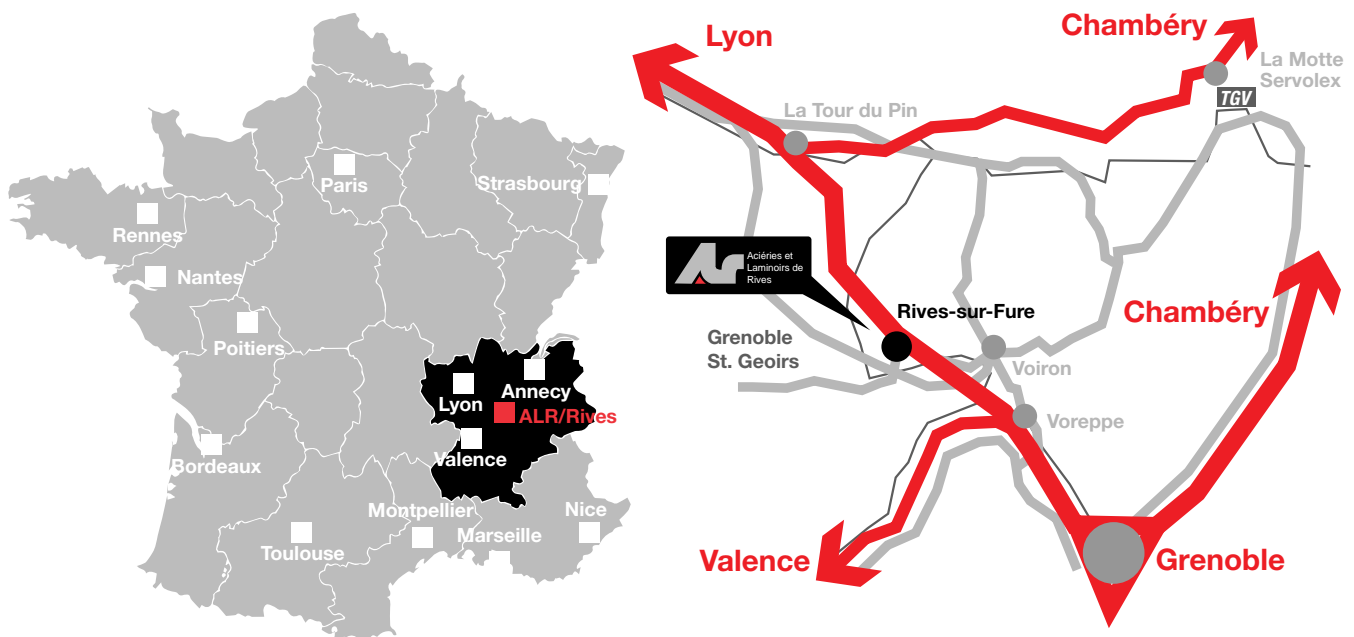 Paris
Strasbourg
Rennes
Nantes
Poitiers
Annecy
Lyon
ALR/Rives
Valence
Bordeaux
Montpellier
Nice
Marseille
Toulouse
Lyon
Chambéry
La Motte
Servolex
TGV
La Tour du Pin
Alr
Aciéries et
Laminoirs de
Rives
Rives-sur-Fure
Chambéry
Grenoble
St. Geoirs
Voiron
Voreppe
Valence
Grenoble